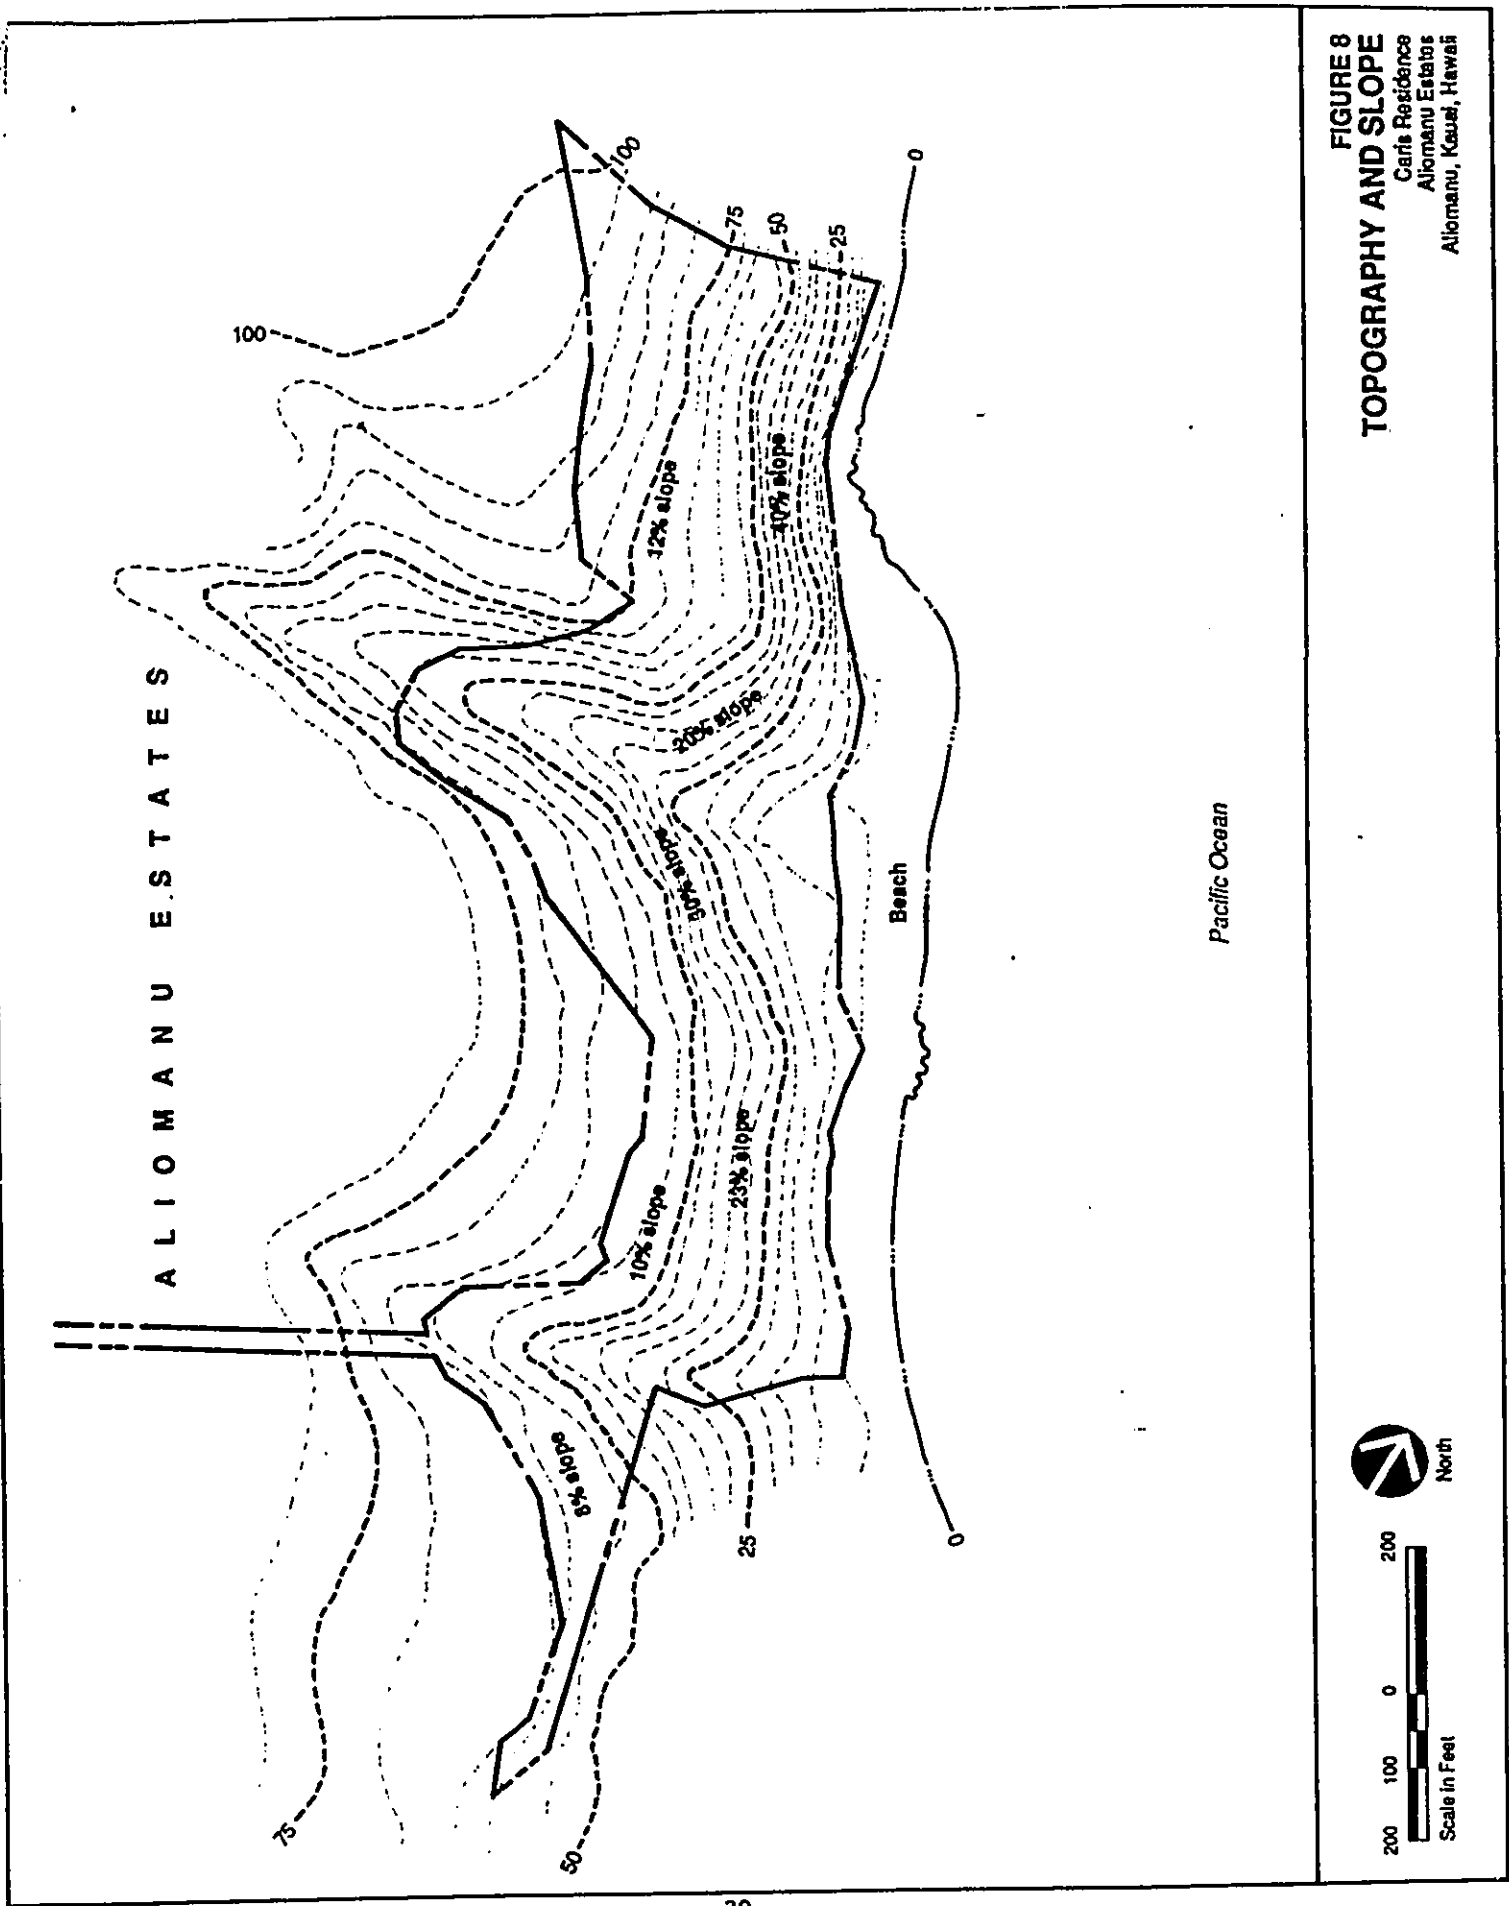 FIGURE 8
TOPOGRAPHY AND SLOPE
Caris Residence
Aliomanu Estates
Aliomanu, Kauai, Hawaii
ALIOMANU ESTATES
100
100
75
50
25
0
12% slope
40% slope
20% slope
30% slope
10% slope
23% slope
8% slope
Beach
Pacific Ocean
75
50
25
0
North
200 100 0 200
Scale in Feet